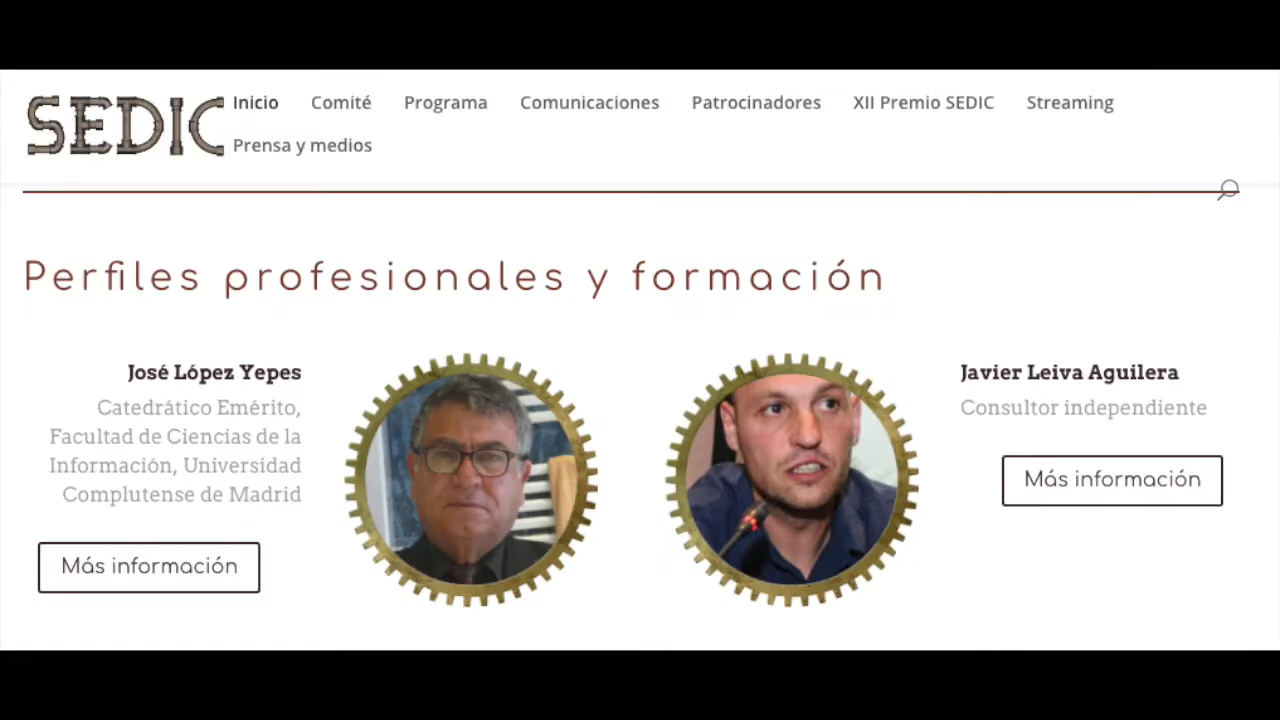 SEDIC
Inicio Comité Programa Comunicaciones Patrocinadores XII Premio SEDIC Streaming
Prensa y medios
Perfiles profesionales y formación
José López Yepes
Catedrático Emérito,
Facultad de Ciencias de la
Información, Universidad
Complutense de Madrid
Más información
Javier Leiva Aguilera
Consultor independiente
Más información